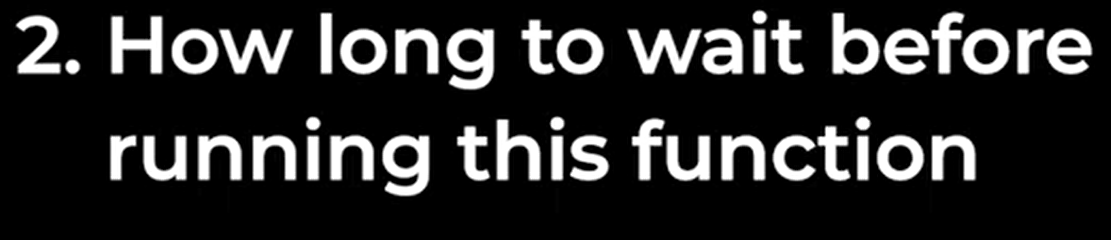 2. How long to wait before
running this function